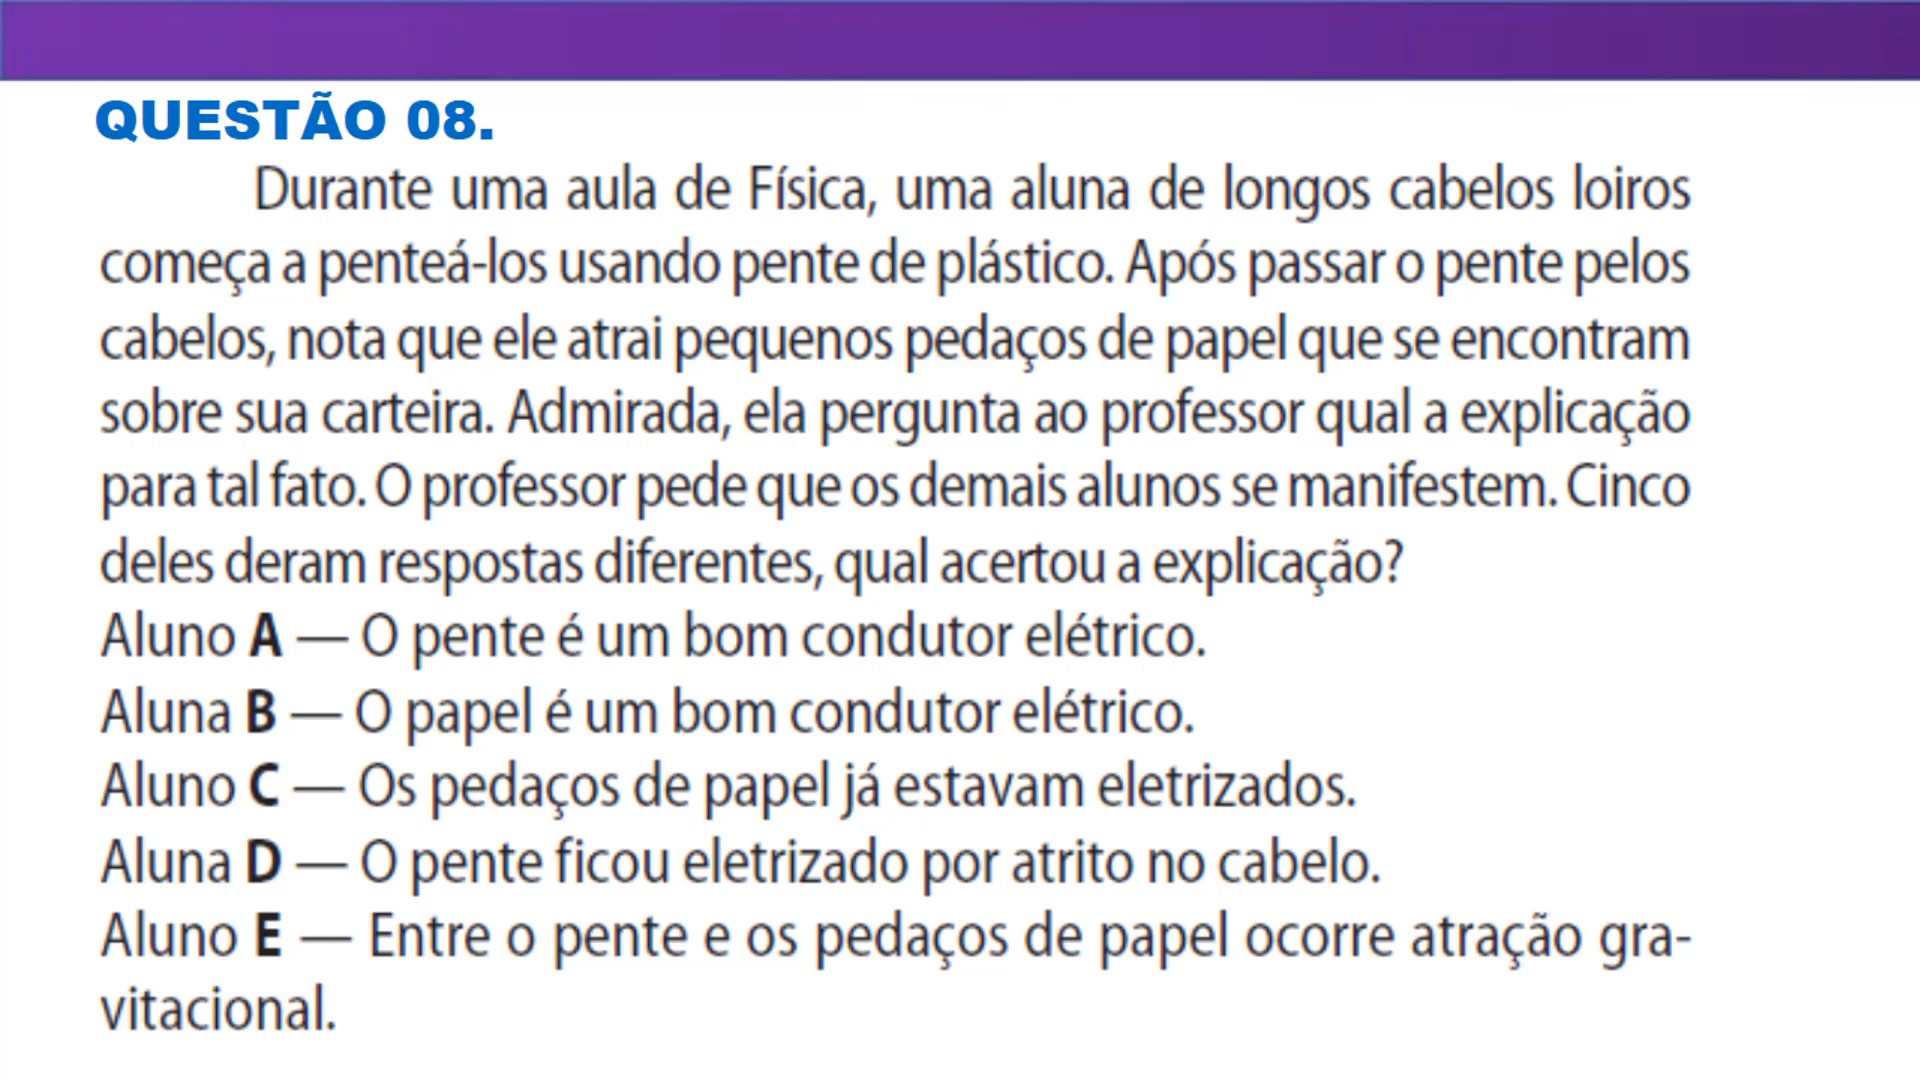 QUESTÃO 08.
Durante uma aula de Física, uma aluna de longos cabelos loiros
começa a penteá-los usando pente de plástico. Após passar o pente pelos
cabelos, nota que ele atrai pequenos pedaços de papel que se encontram
sobre sua carteira. Admirada, ela pergunta ao professor qual a explicação
para tal fato. O professor pede que os demais alunos se manifestem. Cinco
deles deram respostas diferentes, qual acertou a explicação?
Aluno A — O pente é um bom condutor elétrico.
Aluna B — O papel é um bom condutor elétrico.
Aluno C — Os pedaços de papel já estavam eletrizados.
Aluna D — O pente ficou eletrizado por atrito no cabelo.
Aluno E — Entre o pente e os pedaços de papel ocorre atração gra-
vitacional.